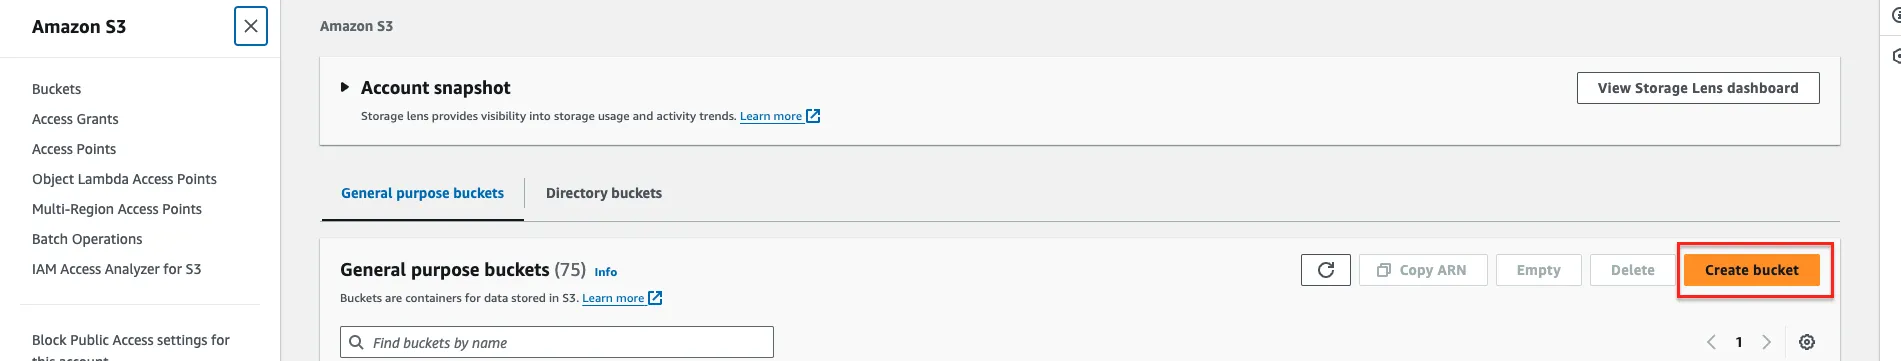 Amazon S3
Buckets
Access Grants
Access Points
Object Lambda Access Points
Multi-Region Access Points
Batch Operations
IAM Access Analyzer for S3
Block Public Access settings for
this account
Amazon S3
Account snapshot
View Storage Lens dashboard
Storage lens provides visibility into storage usage and activity trends. Learn more
General purpose buckets
Directory buckets
General purpose buckets (75) Info
Copy ARN
Empty
Delete
Create bucket
Buckets are containers for data stored in S3. Learn more
Find buckets by name
1